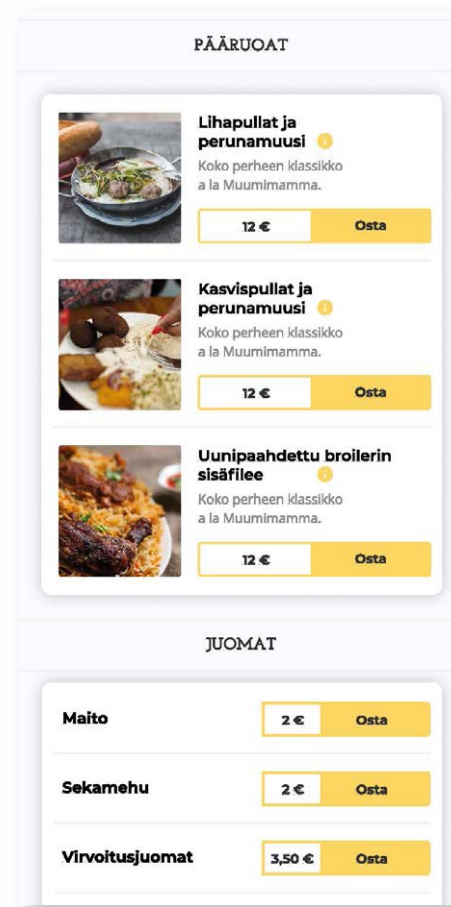 PÄÄRUOAT
Lihapullat ja
perunamuusi
Koko perheen klassikko
a la Muumimamma.
12 € Osta
Kasvispullat ja
perunamuusi
Koko perheen klassikko
a la Muumimamma.
12 € Osta
Uunipaahdettu broilerin
sisäfilee
Koko perheen klassikko
a la Muumimamma.
12 € Osta
JUOMAT
Maito 2 € Osta
Sekamehu 2 € Osta
Virvoitusjuomat 3,50 € Osta